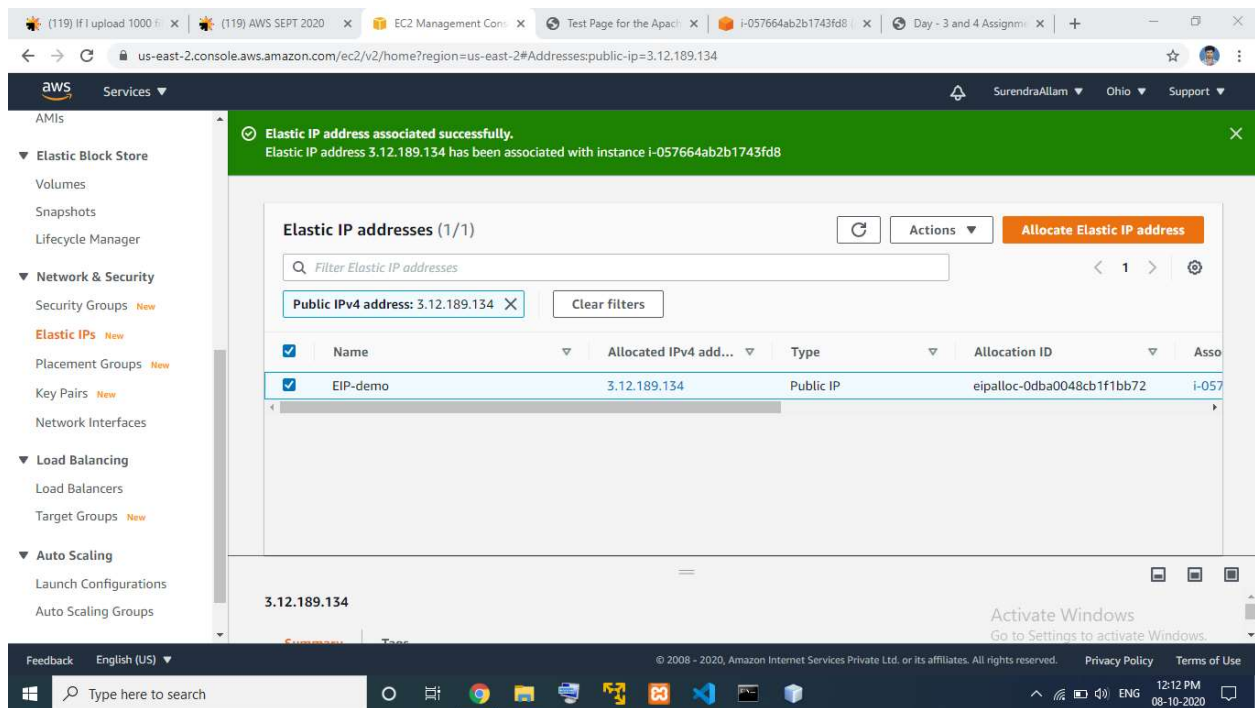 (119) If I upload 1000 fi
(119) AWS SEPT 2020
EC2 Management Cons
Test Page for the Apach
i-057664ab2b1743fd8 (
Day - 3 and 4 Assignm
us-east-2.console.aws.amazon.com/ec2/v2/home?region=us-east-2#Addresses:public-ip=3.12.189.134
aws Services ▼ SurendraAllam ▼ Ohio ▼ Support ▼
AMIs
▼ Elastic Block Store
Volumes
Snapshots
Lifecycle Manager
▼ Network & Security
Security Groups New
Elastic IPs New
Placement Groups New
Key Pairs New
Network Interfaces
▼ Load Balancing
Load Balancers
Target Groups New
▼ Auto Scaling
Launch Configurations
Auto Scaling Groups
Elastic IP address associated successfully.
Elastic IP address 3.12.189.134 has been associated with instance i-057664ab2b1743fd8
Elastic IP addresses (1/1)
Actions ▼
Allocate Elastic IP address
Filter Elastic IP addresses
< 1 >
Public IPv4 address: 3.12.189.134 X
Clear filters
Name Allocated IPv4 add... Type Allocation ID Asso
EIP-demo 3.12.189.134 Public IP eipalloc-0dba0048cb1f1bb72 i-057
3.12.189.134
Summary Tags
Activate Windows
Go to Settings to activate Windows.
Feedback English (US) ▼ © 2008 - 2020, Amazon Internet Services Private Ltd. or its affiliates. All rights reserved. Privacy Policy Terms of Use
Type here to search
ENG
12:12 PM
08-10-2020